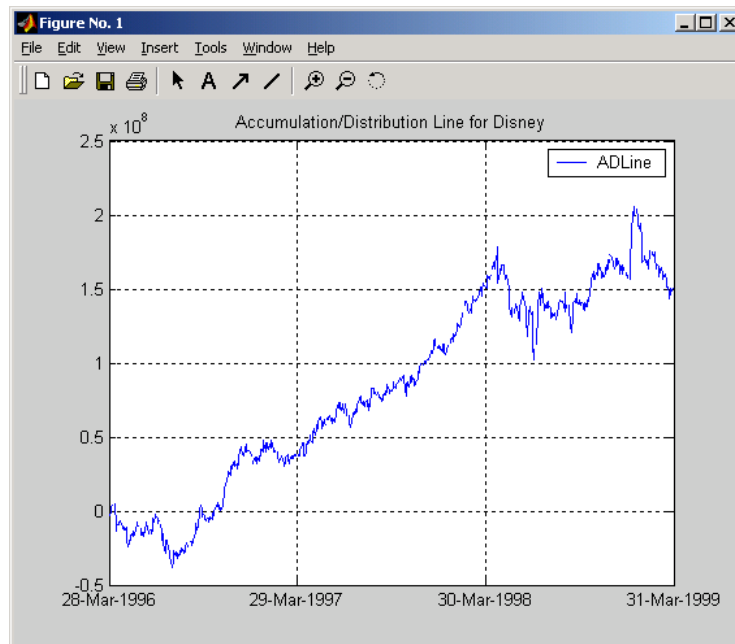 Figure No. 1
File Edit View Insert Tools Window Help
A
x 10^8
Accumulation/Distribution Line for Disney
ADLine
2.5
2
1.5
1
0.5
0
-0.5
28-Mar-1996 29-Mar-1997 30-Mar-1998 31-Mar-1999